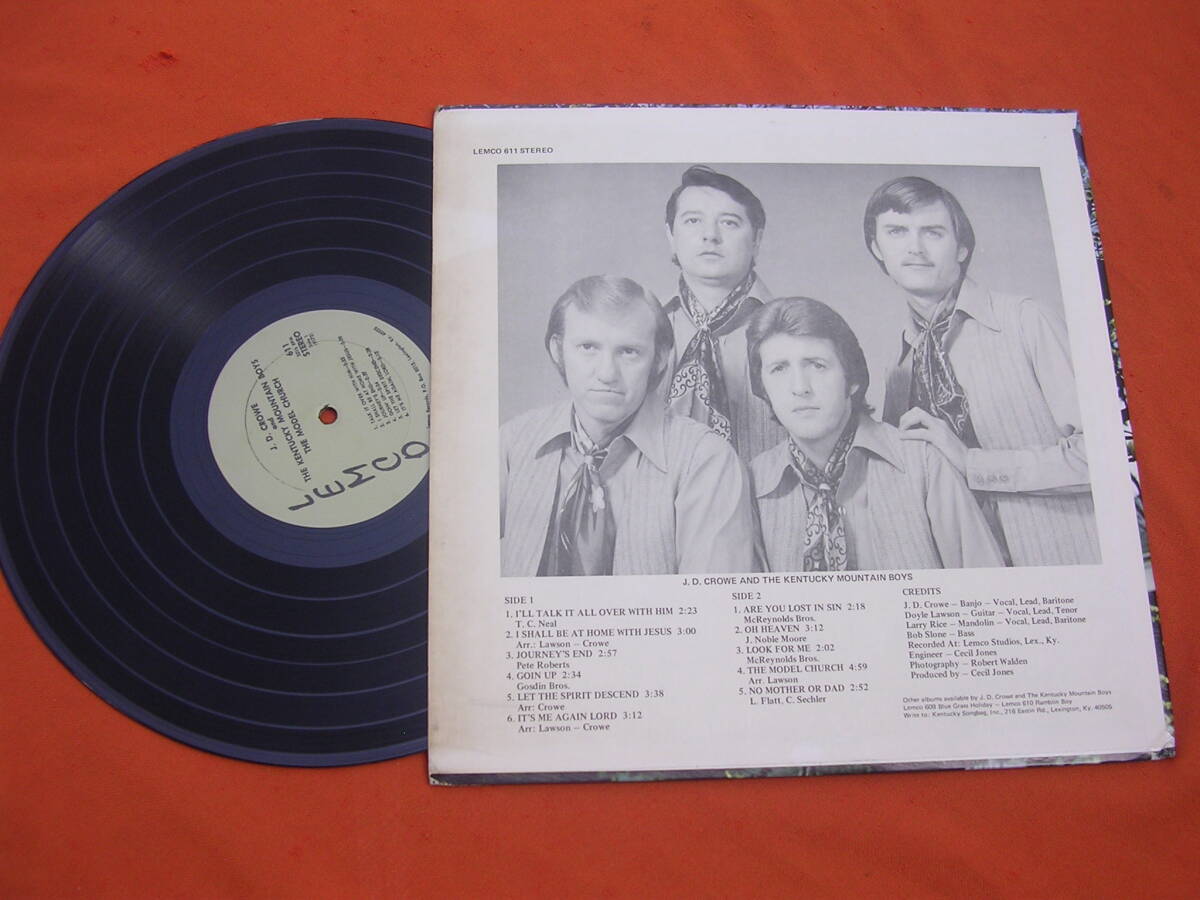 LEMCO 611 STEREO
J. D. CROWE AND THE KENTUCKY MOUNTAIN BOYS
SIDE 1
1. I'LL TALK IT ALL OVER WITH HIM 2:23
T. C. Neal
2. I SHALL BE AT HOME WITH JESUS 3:00
Arr.: Lawson – Crowe
3. JOURNEY'S END 2:57
Pete Roberts
4. GOIN UP 2:34
Gosdin Bros.
5. LET THE SPIRIT DESCEND 3:38
Arr: Crowe
6. IT'S ME AGAIN LORD 3:12
Arr: Lawson – Crowe
SIDE 2
1. ARE YOU LOST IN SIN 2:18
McReynolds Bros.
2. OH HEAVEN 3:12
J. Noble Moore
3. LOOK FOR ME 2:02
McReynolds Bros.
4. THE MODEL CHURCH 4:59
Arr. Lawson
5. NO MOTHER OR DAD 2:52
L. Flatt, C. Sechler
CREDITS
J. D. Crowe – Banjo – Vocal, Lead, Baritone
Doyle Lawson – Guitar – Vocal, Lead, Tenor
Larry Rice – Mandolin – Vocal, Lead, Baritone
Bob Slone – Bass
Recorded At: Lemco Studios, Lex., Ky.
Engineer – Cecil Jones
Photography – Robert Walden
Produced by – Cecil Jones
Other albums available by J. D. Crowe and The Kentucky Mountain Boys
Lemco 609 Blue Grass Holiday – Lemco 610 Ramblin Boy
Write to: Kentucky Songbag, Inc., 216 Eastin Rd., Lexington, Ky. 40505
LEMCO
J. D. CROWE
and
THE KENTUCKY MOUNTAIN BOYS
THE MODEL CHURCH
611
STEREO